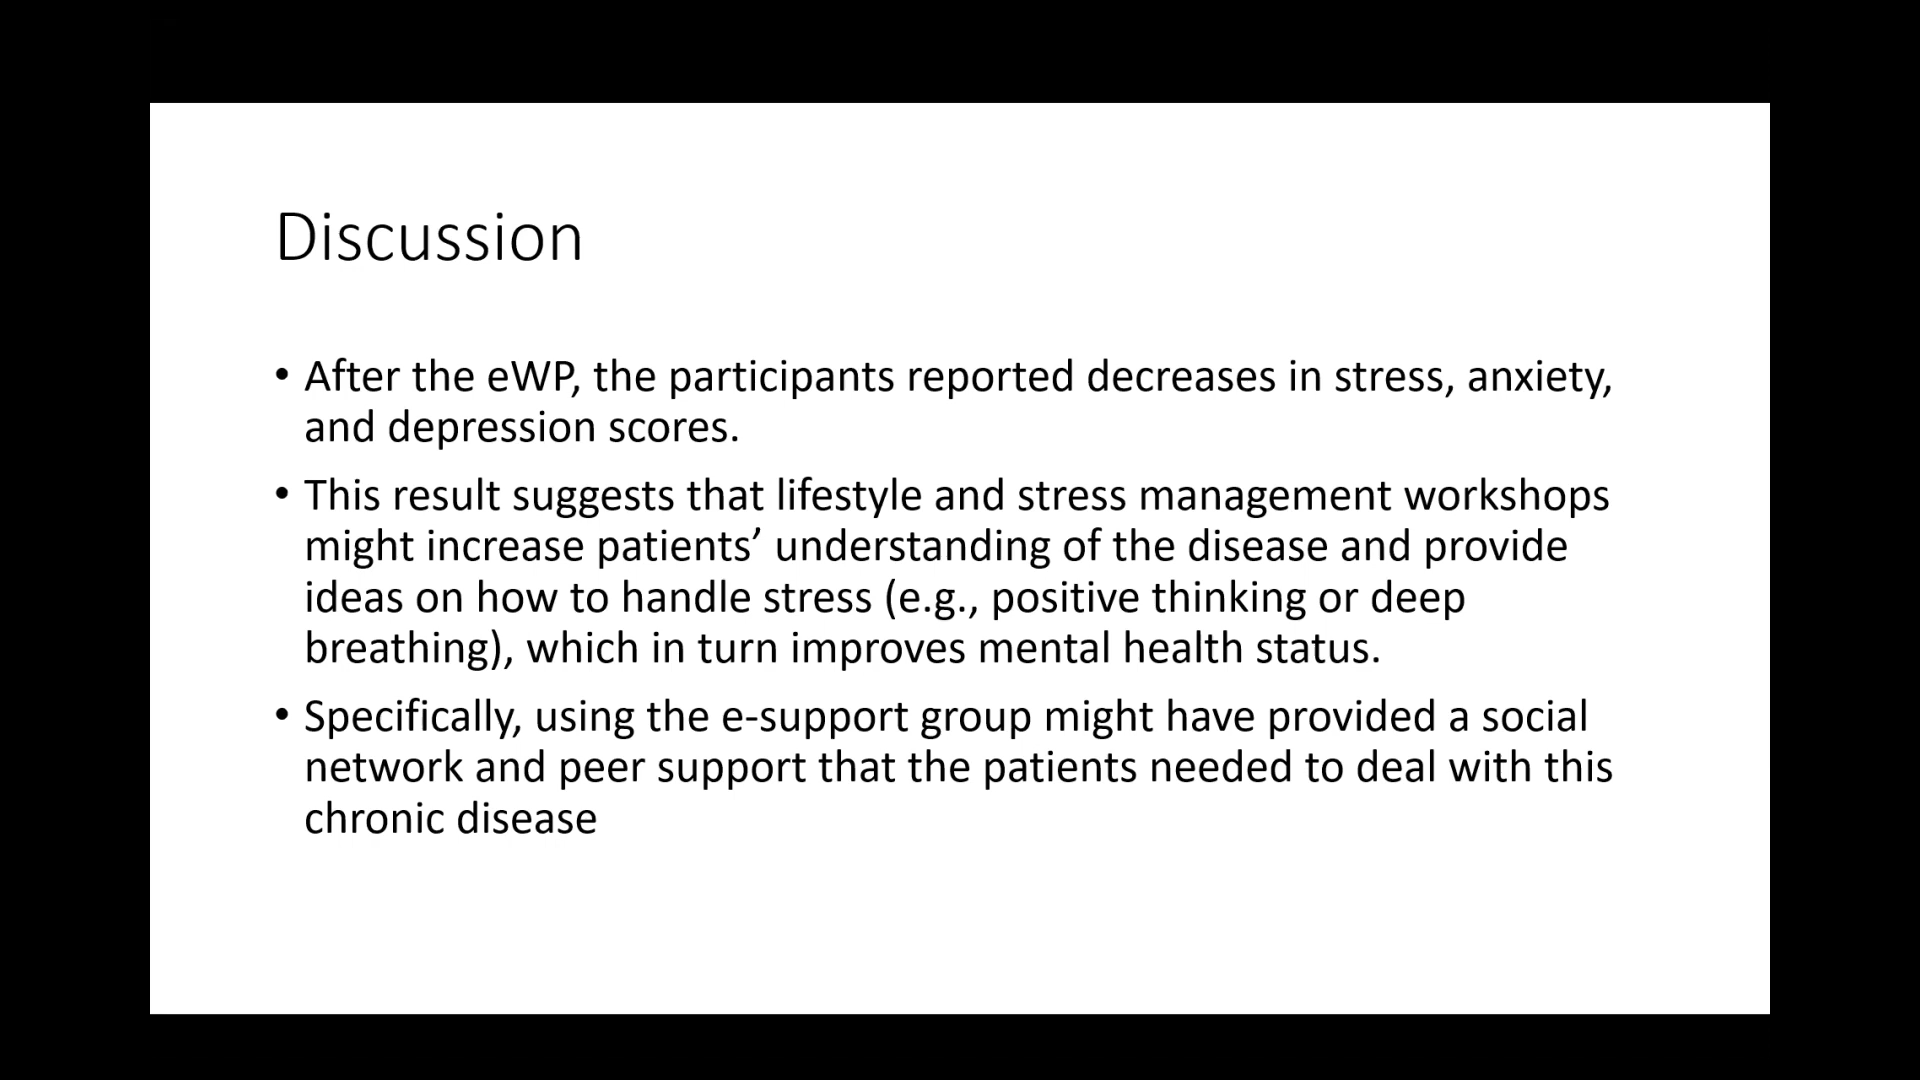 Discussion
• After the eWP, the participants reported decreases in stress, anxiety,
and depression scores.
• This result suggests that lifestyle and stress management workshops
might increase patients’ understanding of the disease and provide
ideas on how to handle stress (e.g., positive thinking or deep
breathing), which in turn improves mental health status.
• Specifically, using the e-support group might have provided a social
network and peer support that the patients needed to deal with this
chronic disease